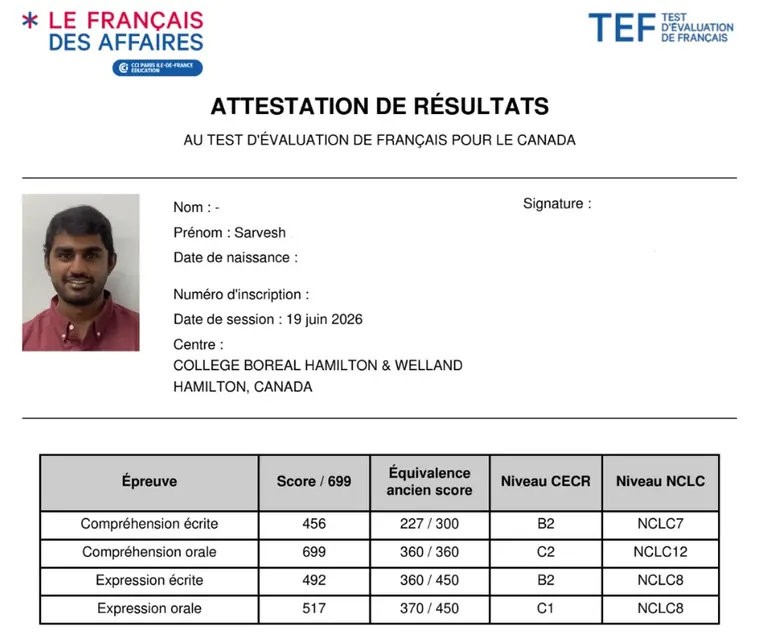 LE FRANÇAIS
DES AFFAIRES
CCI PARIS ILE-DE-FRANCE
EDUCATION
TEF TEST
D'ÉVALUATION
DE FRANÇAIS
ATTESTATION DE RÉSULTATS
AU TEST D'ÉVALUATION DE FRANÇAIS POUR LE CANADA
Nom : -
Signature :
Prénom : Sarvesh
Date de naissance :
Numéro d'inscription :
Date de session : 19 juin 2026
Centre :
COLLEGE BOREAL HAMILTON & WELLAND
HAMILTON, CANADA
Épreuve Score / 699 Équivalence ancien score Niveau CECR Niveau NCLC
Compréhension écrite 456 227 / 300 B2 NCLC7
Compréhension orale 699 360 / 360 C2 NCLC12
Expression écrite 492 360 / 450 B2 NCLC8
Expression orale 517 370 / 450 C1 NCLC8